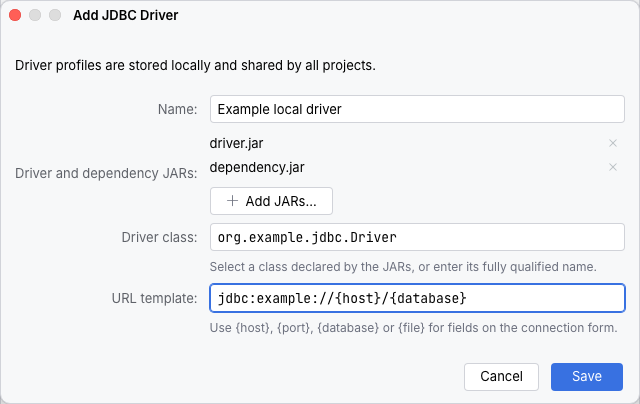 Add JDBC Driver
Driver profiles are stored locally and shared by all projects.
Name: Example local driver
driver.jar
Driver and dependency JARs: dependency.jar
Add JARs...
Driver class: org.example.jdbc.Driver
Select a class declared by the JARs, or enter its fully qualified name.
URL template: jdbc:example://{host}/{database}
Use {host}, {port}, {database} or {file} for fields on the connection form.
Cancel Save